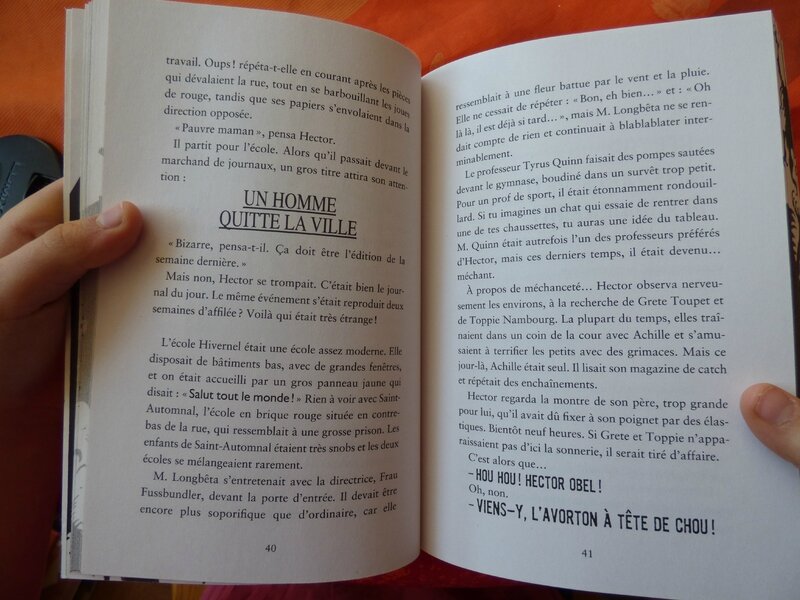 travail. Oups ! répéta-t-elle en courant après les pièces
qui dévalaient la rue, tout en se barbouillant les joues
de rouge, tandis que ses papiers s'envolaient dans la
direction opposée.
« Pauvre maman », pensa Hector.
Il partit pour l'école. Alors qu'il passait devant le
marchand de journaux, un gros titre attira son atten-
tion :
UN HOMME
QUITTE LA VILLE
« Bizarre, pensa-t-il. Ça doit être l'édition de la
semaine dernière. »
Mais non, Hector se trompait. C'était bien le jour-
nal du jour. Le même événement s'était reproduit deux
semaines d'affilée ? Voilà qui était très étrange !
L'école Hivernel était une école assez moderne. Elle
disposait de bâtiments bas, avec de grandes fenêtres,
et on était accueilli par un gros panneau jaune qui
disait : « Salut tout le monde ! » Rien à voir avec Saint-
Automnal, l'école en brique rouge située en contre-
bas de la rue, qui ressemblait à une grosse prison. Les
enfants de Saint-Automnal étaient très snobs et les deux
écoles se mélangeaient rarement.
M. Longbêta s'entretenait avec la directrice, Frau
Fussbundler, devant la porte d'entrée. Il devait être
encore plus soporifique que d'ordinaire, car elle
40
ressemblait à une fleur battue par le vent et la pluie.
Elle ne cessait de répéter : « Bon, eh bien... » et : « Oh
là là, il est déjà si tard... », mais M. Longbêta ne se ren-
dait compte de rien et continuait à blablablater inter-
minablement.
Le professeur Tyrus Quinn faisait des pompes sautées
devant le gymnase, boudiné dans un survêt trop petit.
Pour un prof de sport, il était étonnamment rondouil-
lard. Si tu imagines un chat qui essaie de rentrer dans
une de tes chaussettes, tu auras une idée du tableau.
M. Quinn était autrefois l'un des professeurs préférés
d'Hector, mais ces derniers temps, il était devenu...
méchant.
À propos de méchanceté... Hector observa nerveu-
sement les environs, à la recherche de Grete Toupet et
de Toppie Nambourg. La plupart du temps, elles traî-
naient dans un coin de la cour avec Achille et s'amu-
saient à terrifier les petits avec des grimaces. Mais ce
jour-là, Achille était seul. Il lisait son magazine de catch
et répétait des enchaînements.
Hector regarda la montre de son père, trop grande
pour lui, qu'il avait dû fixer à son poignet par des élas-
tiques. Bientôt neuf heures. Si Grete et Toppie n'appa-
raissaient pas d'ici la sonnerie, il serait tiré d'affaire.
C'est alors que...
– HOU HOU ! HECTOR OBEL !
Oh, non.
– VIENS-Y, L'AVORTON À TÊTE DE CHOU !
41